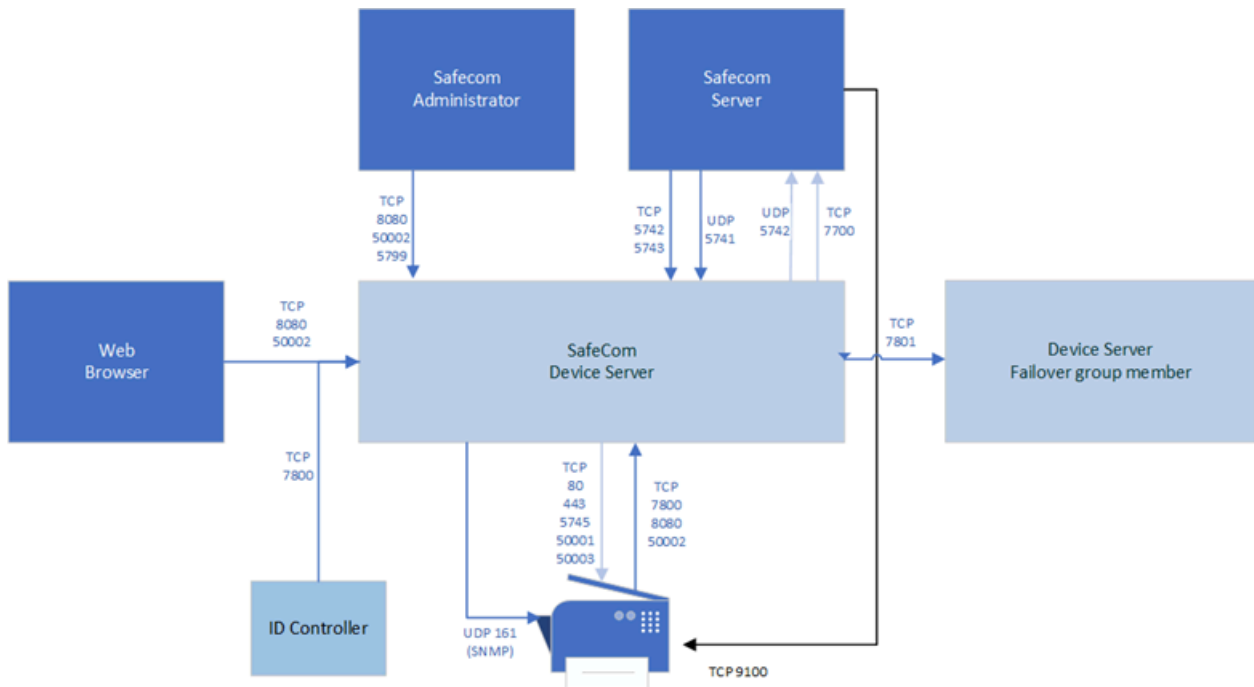 Safecom
Administrator
Safecom
Server
TCP
8080
50002
5799
TCP
5742
5743
UDP
5741
UDP
5742
TCP
7700
Web
Browser
TCP
8080
50002
SafeCom
Device Server
TCP
7801
Device Server
Failover group member
TCP
7800
TCP
80
443
5745
50001
50003
TCP
7800
8080
50002
ID Controller
UDP 161
(SNMP)
TCP 9100